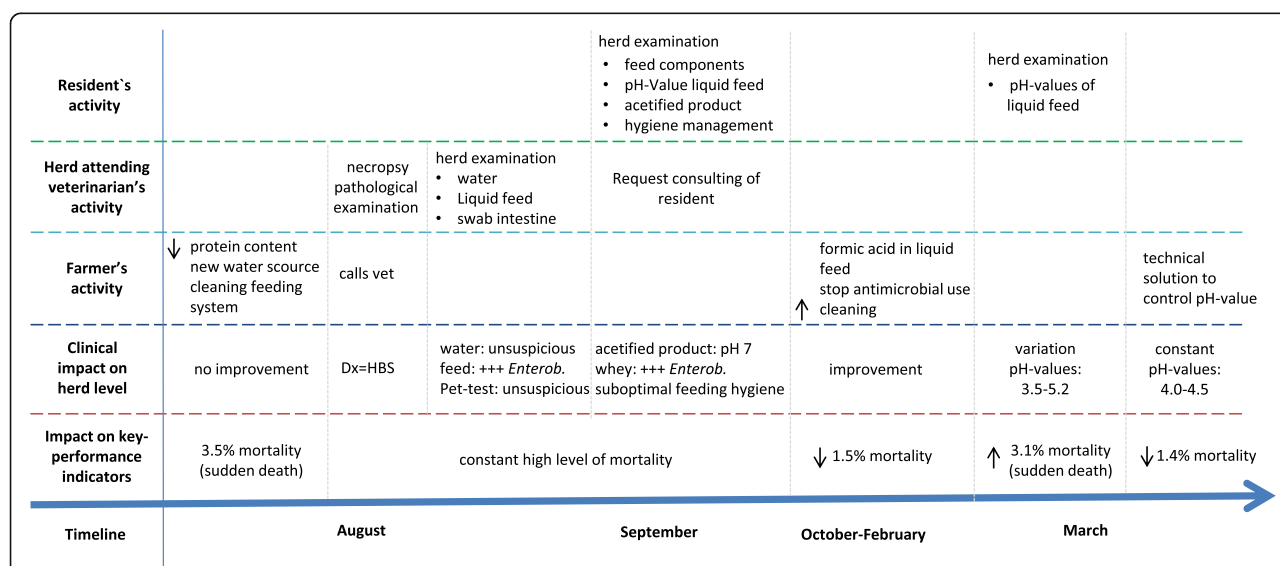 Resident`s
activity
herd examination
• feed components
• pH-Value liquid feed
• acetified product
• hygiene management
herd examination
• pH-values of
liquid feed
Herd attending
veterinarian’s
activity
necropsy
pathological
examination
herd examination
• water
• Liquid feed
• swab intestine
Request consulting of
resident
Farmer’s
activity
↓ protein content
new water scource
cleaning feeding
system
calls vet
formic acid in liquid
feed
stop antimicrobial use
↑ cleaning
technical
solution to
control pH-value
Clinical
impact on
herd level
no improvement
Dx=HBS
water: unsuspicious
feed: +++ Enterob.
Pet-test: unsuspicious
acetified product: pH 7
whey: +++ Enterob.
suboptimal feeding hygiene
improvement
variation
pH-values:
3.5-5.2
constant
pH-values:
4.0-4.5
Impact on key-
performance
indicators
3.5% mortality
(sudden death)
constant high level of mortality
↓ 1.5% mortality
↑ 3.1% mortality
(sudden death)
↓ 1.4% mortality
Timeline
August
September
October-February
March